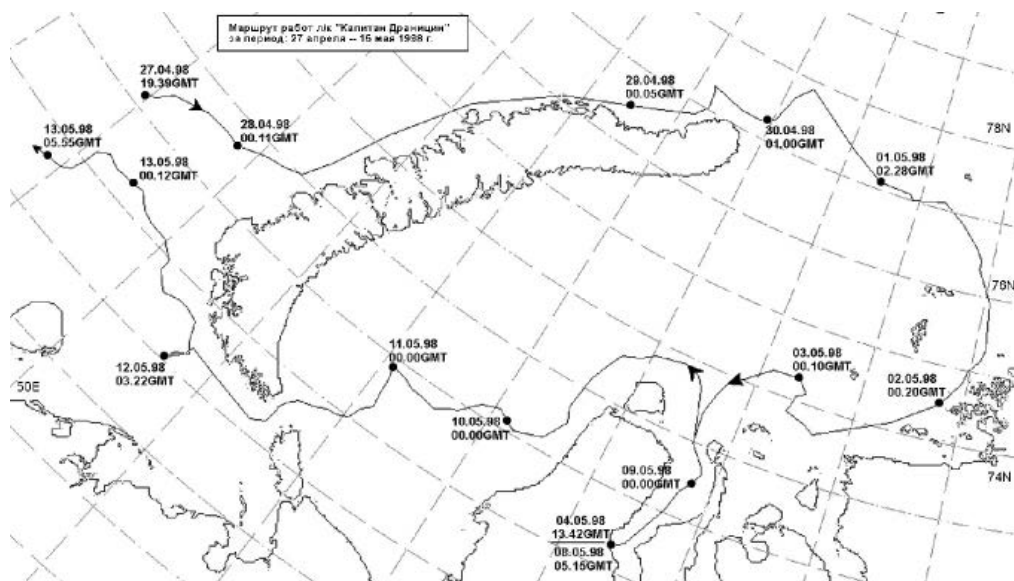 Маршрут работ л\к "Капитан Драницин"
за период: 27 апреля -- 15 мая 1998 г.
27.04.98
19.39GMT
28.04.98
00.11GMT
29.04.98
00.05GMT
30.04.98
01.00GMT
78N
01.05.98
02.28GMT
13.05.98
05.55GMT
13.05.98
00.12GMT
76N
11.05.98
00.00GMT
12.05.98
03.22GMT
50E
03.05.98
00.10GMT
02.05.98
00.20GMT
10.05.98
00.00GMT
09.05.98
00.00GMT
74N
04.05.98
13.42GMT
08.05.98
05.15GMT